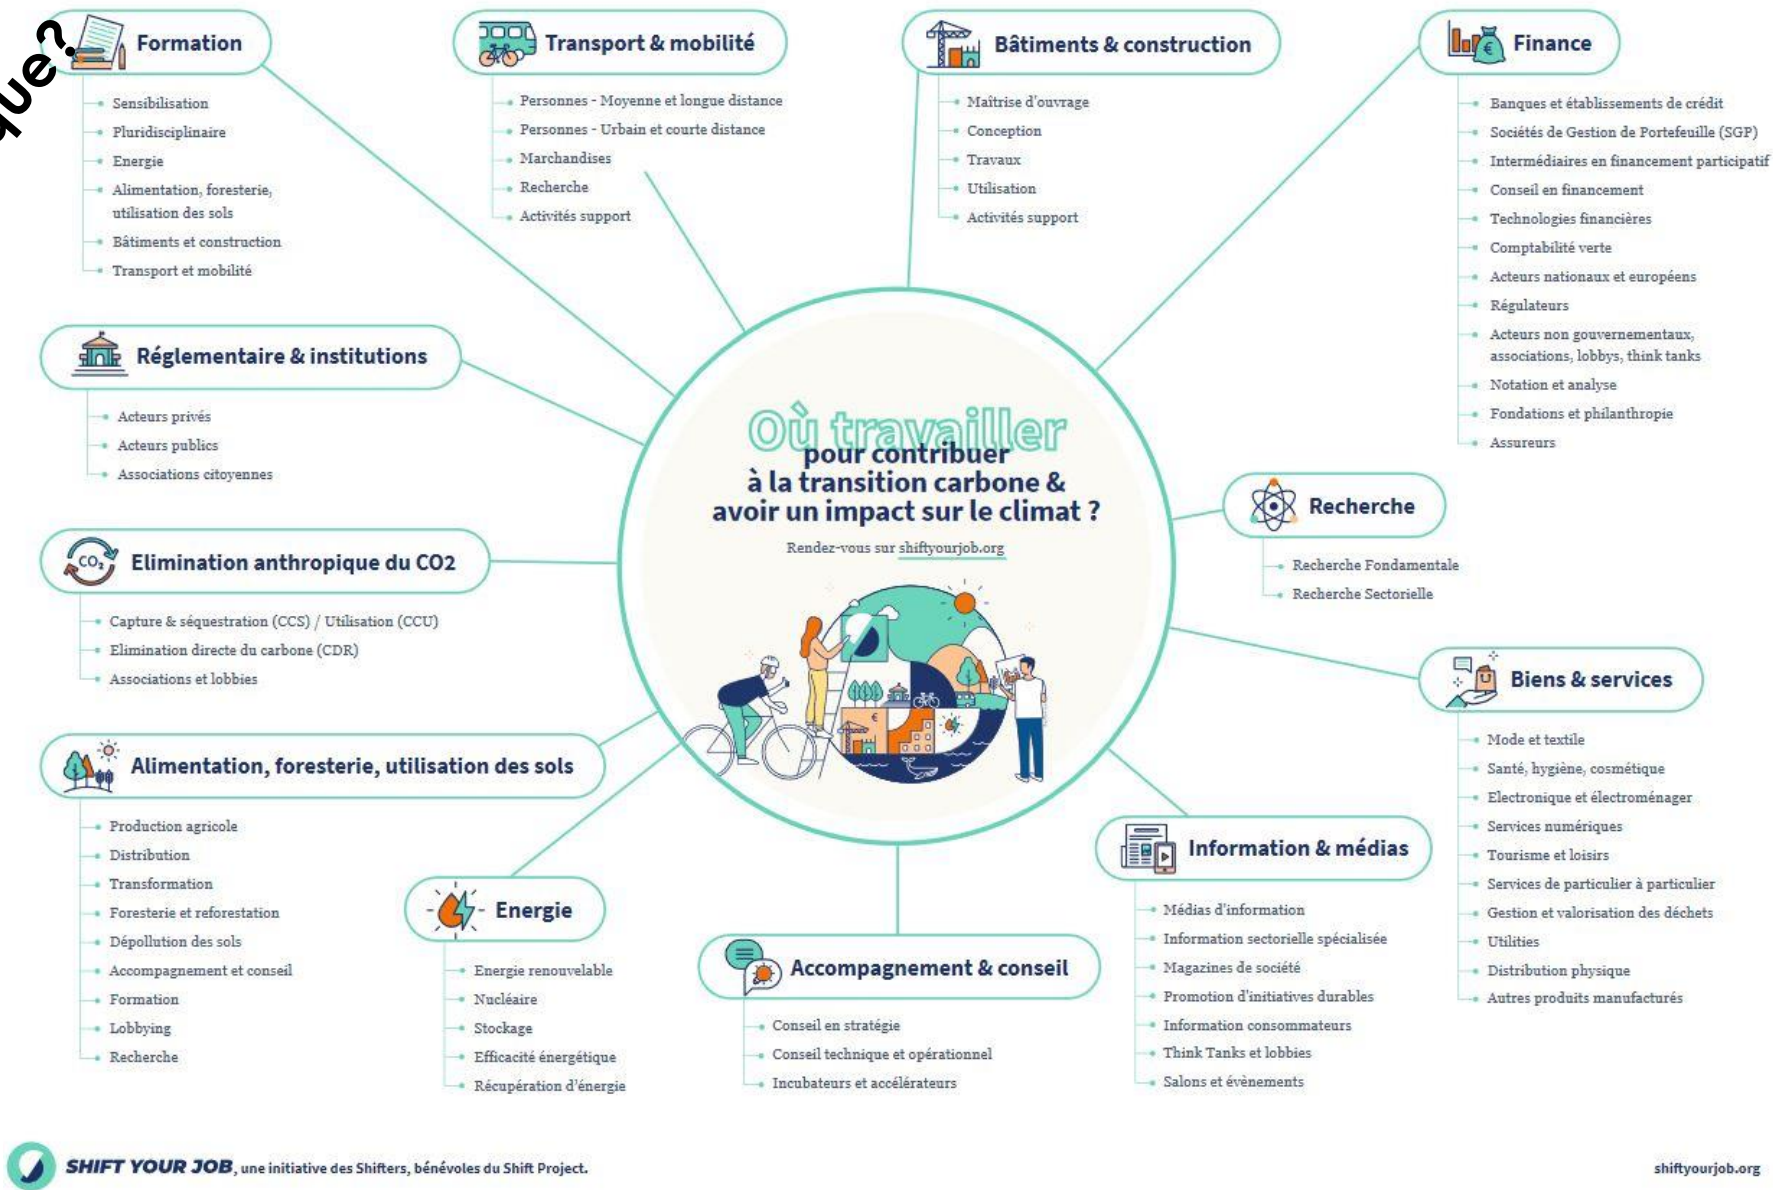 que?
Formation
Sensibilisation
Pluridisciplinaire
Energie
Alimentation, foresterie,
utilisation des sols
Bâtiments et construction
Transport et mobilité
Transport & mobilité
Personnes - Moyenne et longue distance
Personnes - Urbain et courte distance
Marchandises
Recherche
Activités support
Bâtiments & construction
Maîtrise d'ouvrage
Conception
Travaux
Utilisation
Activités support
Finance
Banques et établissements de crédit
Sociétés de Gestion de Portefeuille (SGP)
Intermédiaires en financement participatif
Conseil en financement
Technologies financières
Comptabilité verte
Acteurs nationaux et européens
Régulateurs
Acteurs non gouvernementaux,
associations, lobbys, think tanks
Notation et analyse
Fondations et philanthropie
Assureurs
Réglementaire & institutions
Acteurs privés
Acteurs publics
Associations citoyennes
Où travailler
pour contribuer
à la transition carbone &
avoir un impact sur le climat ?
Rendez-vous sur shiftyourjob.org
Recherche
Recherche Fondamentale
Recherche Sectorielle
CO₂
Elimination anthropique du CO2
Capture & séquestration (CCS) / Utilisation (CCU)
Elimination directe du carbone (CDR)
Associations et lobbies
Biens & services
Mode et textile
Santé, hygiène, cosmétique
Electronique et électroménager
Services numériques
Tourisme et loisirs
Services de particulier à particulier
Gestion et valorisation des déchets
Utilities
Distribution physique
Autres produits manufacturés
Alimentation, foresterie, utilisation des sols
Production agricole
Distribution
Transformation
Foresterie et reforestation
Dépollution des sols
Accompagnement et conseil
Formation
Lobbying
Recherche
Energie
Energie renouvelable
Nucléaire
Stockage
Efficacité énergétique
Récupération d'énergie
Accompagnement & conseil
Conseil en stratégie
Conseil technique et opérationnel
Incubateurs et accélérateurs
Information & médias
Médias d'information
Information sectorielle spécialisée
Magazines de société
Promotion d'initiatives durables
Information consommateurs
Think Tanks et lobbies
Salons et évènements
SHIFT YOUR JOB, une initiative des Shifters, bénévoles du Shift Project.
shiftyourjob.org